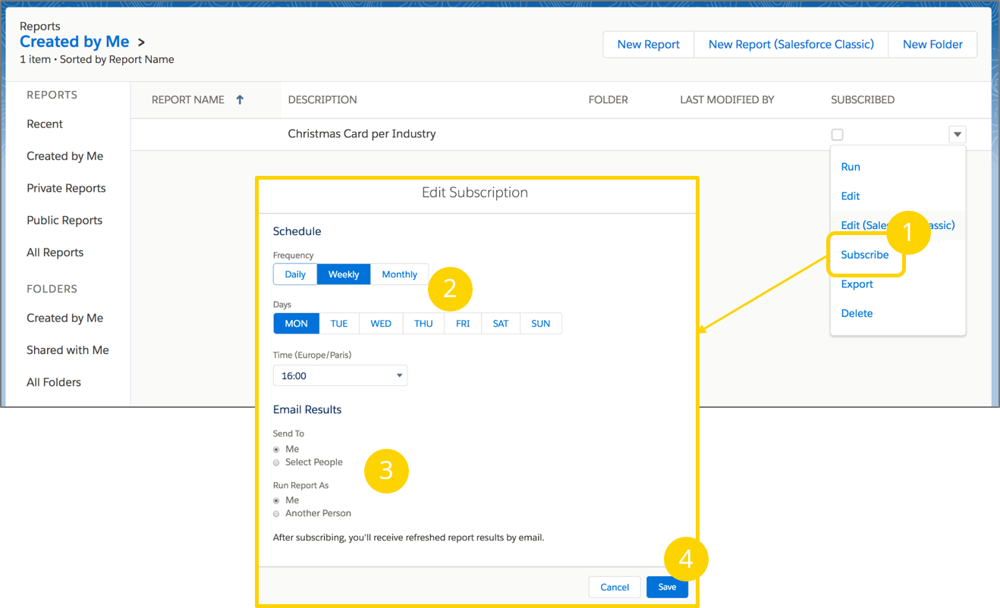 Reports
Created by Me >
1 item • Sorted by Report Name
New Report
New Report (Salesforce Classic)
New Folder
REPORTS
Recent
Created by Me
Private Reports
Public Reports
All Reports
FOLDERS
Created by Me
Shared with Me
All Folders
REPORT NAME ↑ DESCRIPTION FOLDER LAST MODIFIED BY SUBSCRIBED
Christmas Card per Industry
Run
Edit
Edit (Sales assic)
1
Subscribe
Export
Delete
Edit Subscription
Schedule
Frequency
Daily Weekly Monthly
2
Days
MON TUE WED THU FRI SAT SUN
Time (Europe/Paris)
16:00
Email Results
Send To
Me
Select People
3
Run Report As
Me
Another Person
After subscribing, you'll receive refreshed report results by email.
4
Cancel Save